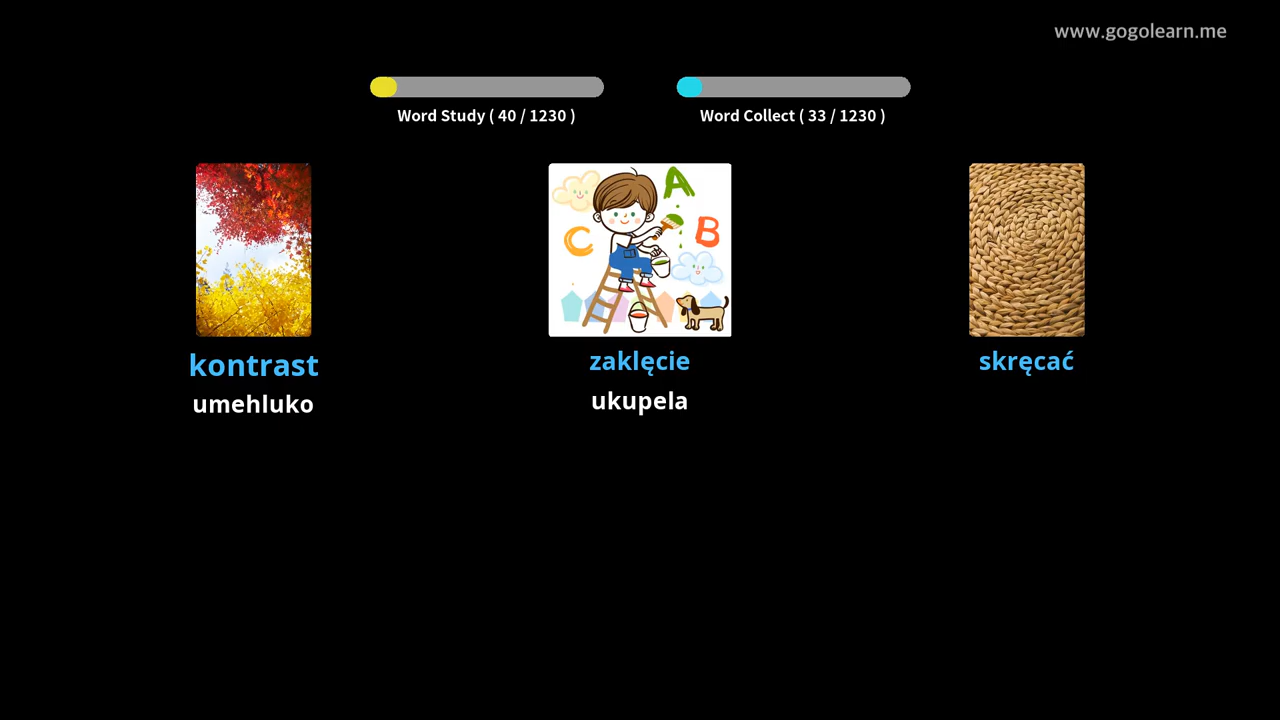 www.gogolearn.me
Word Study ( 40 / 1230 )
Word Collect ( 33 / 1230 )
A
B
C
kontrast
umehluko
zaklęcie
ukupela
skręcać